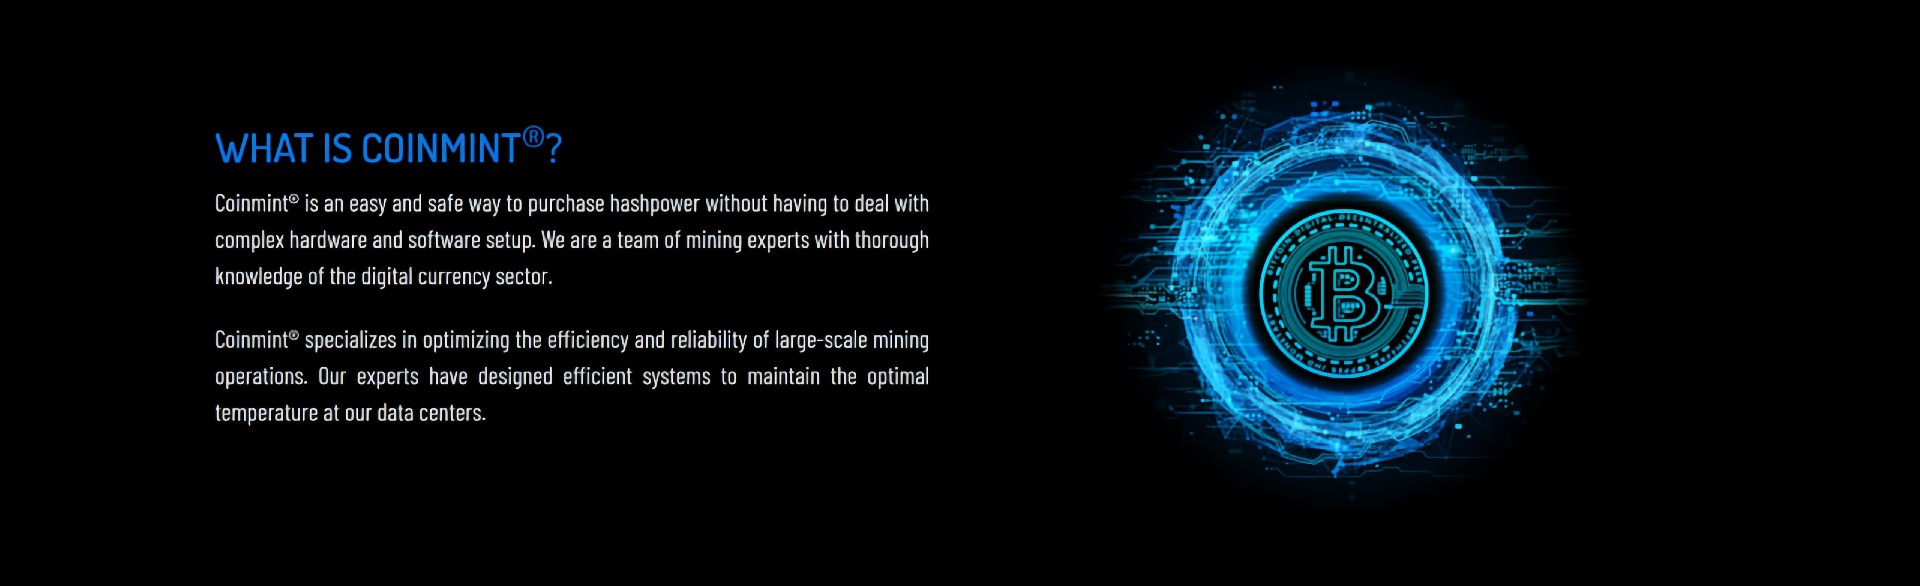 WHAT IS COINMINT®?
Coinmint® is an easy and safe way to purchase hashpower without having to deal with
complex hardware and software setup. We are a team of mining experts with thorough
knowledge of the digital currency sector.
Coinmint® specializes in optimizing the efficiency and reliability of large-scale mining
operations. Our experts have designed efficient systems to maintain the optimal
temperature at our data centers.
BITCOIN DIGITAL DECENTRALIZED